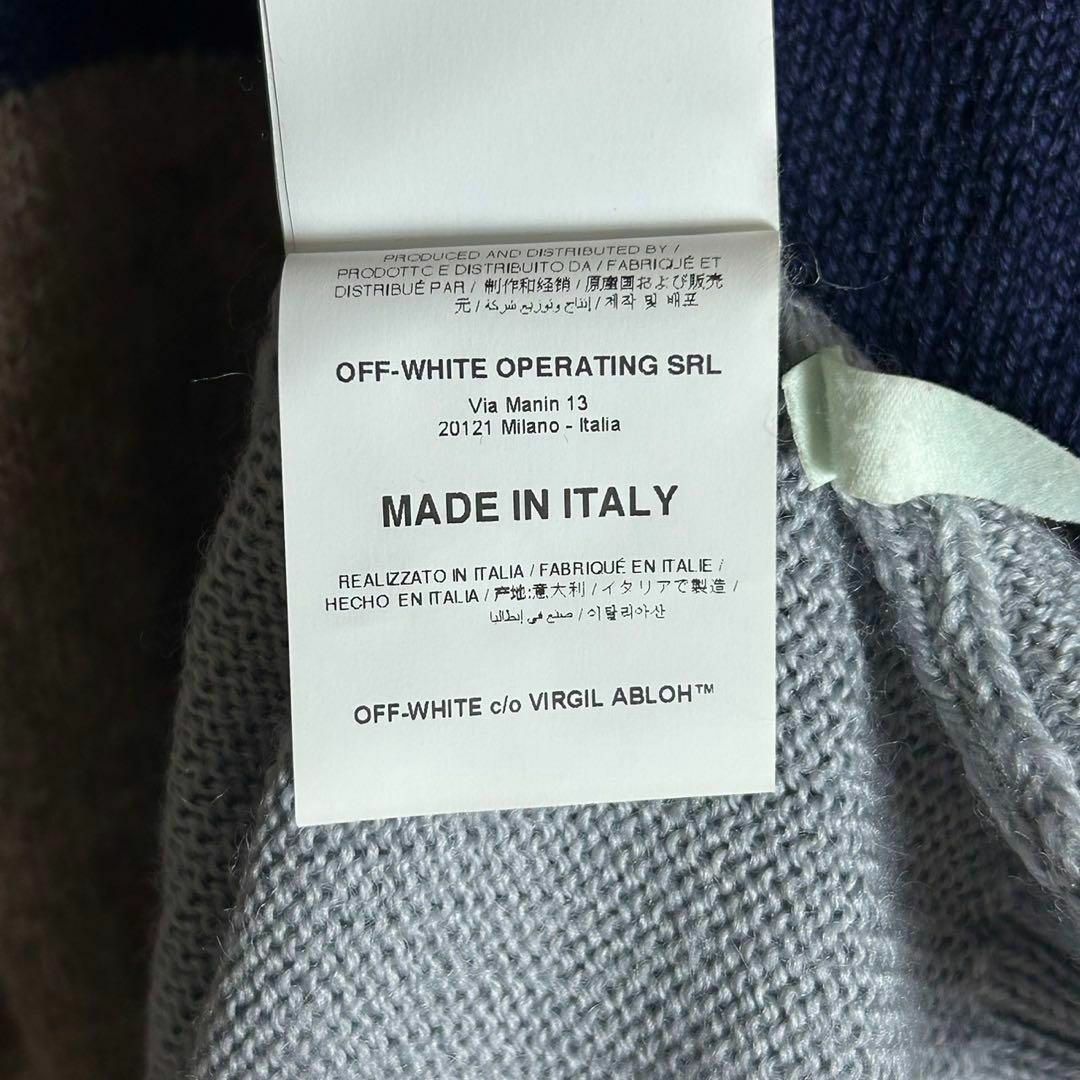 PRODUCED AND DISTRIBUTED BY /
PRODOTTO E DISTRIBUITO DA / FABRIQUÉ ET
DISTRIBUÉ PAR / 制作和经销 / 原産国および販売
元 / إنتاج وتوزيع شركة / 제작 및 배포
OFF-WHITE OPERATING SRL
Via Manin 13
20121 Milano - Italia
MADE IN ITALY
REALIZZATO IN ITALIA / FABRIQUÉ EN ITALIE /
HECHO EN ITALIA / 产地:意大利 / イタリアで製造 /
صنع في إيطاليا / 이탈리아산
OFF-WHITE c/o VIRGIL ABLOH™